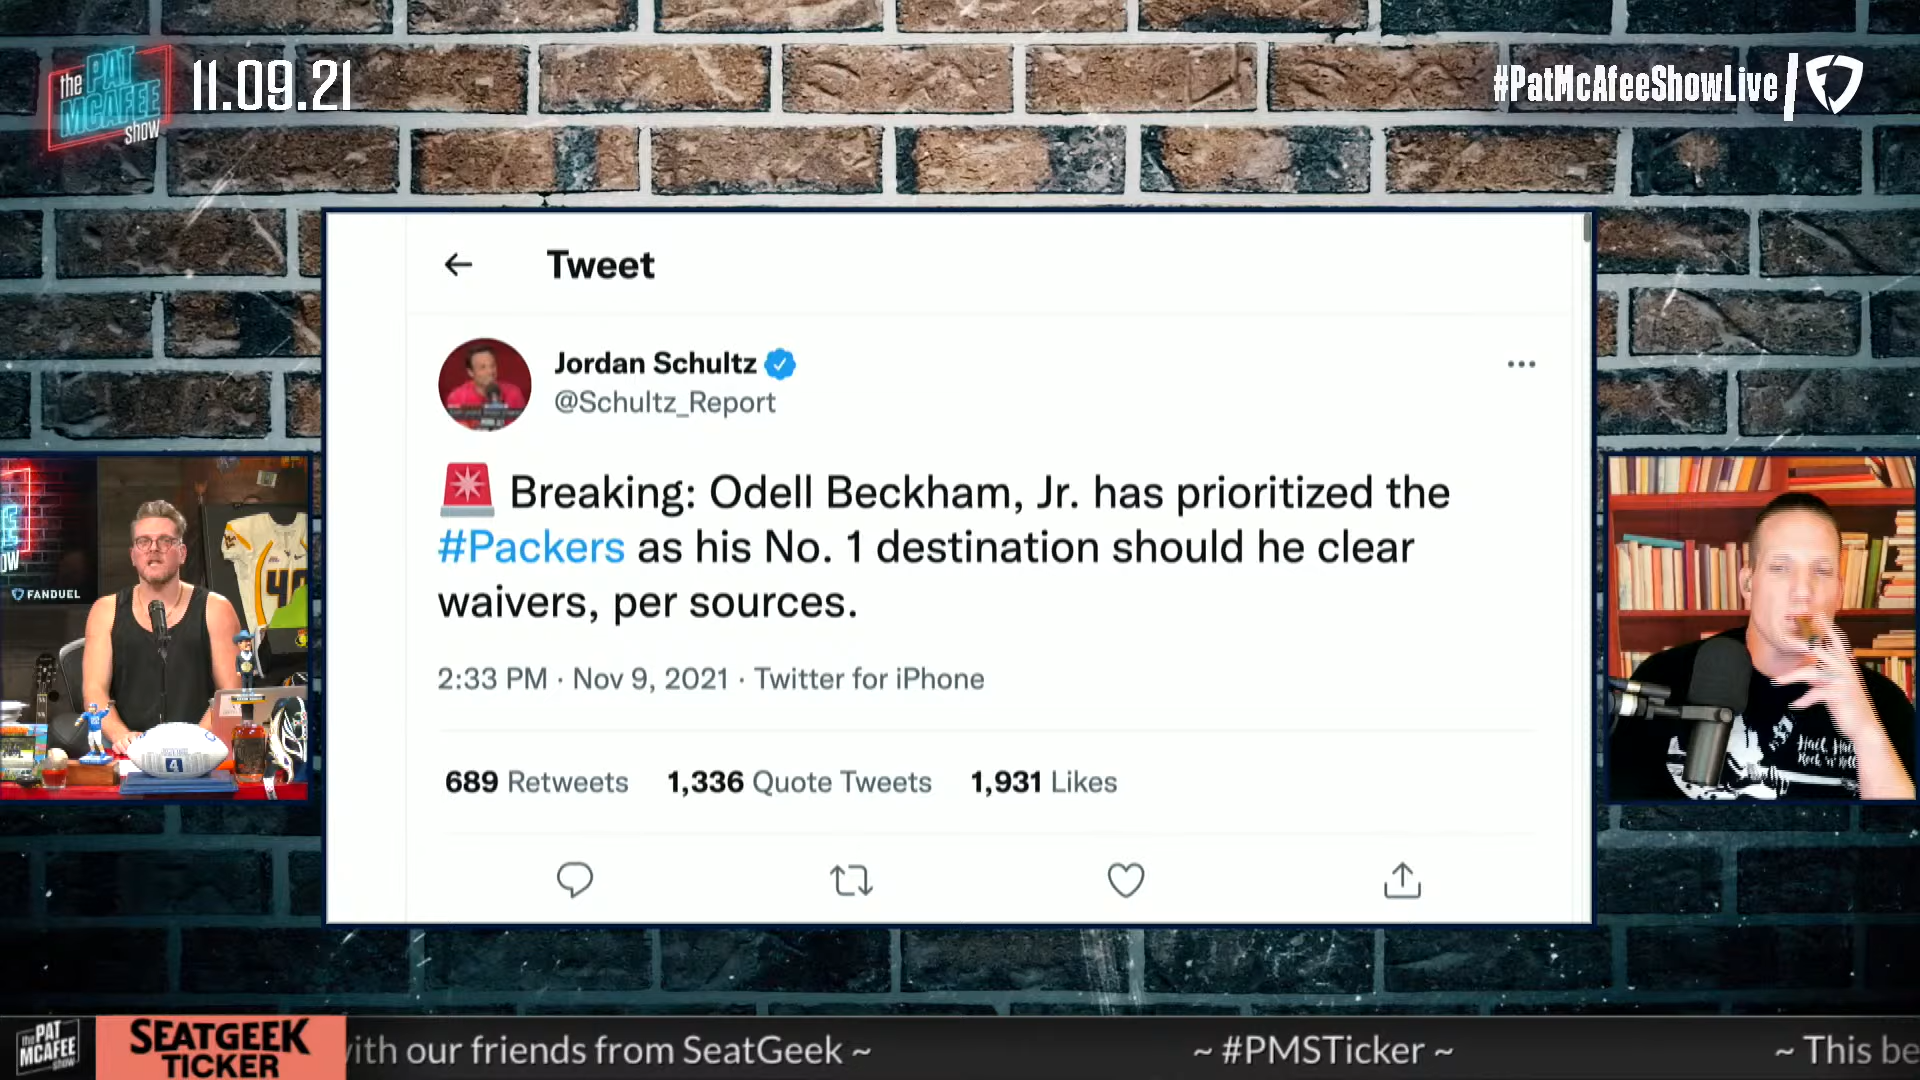 the PAT MCAFEE show
11.09.21
#PatMcAfeeShowLive
Tweet
Jordan Schultz
@Schultz_Report
Breaking: Odell Beckham, Jr. has prioritized the
#Packers as his No. 1 destination should he clear
waivers, per sources.
2:33 PM · Nov 9, 2021 · Twitter for iPhone
689 Retweets 1,336 Quote Tweets 1,931 Likes
FANDUEL
4
Rock 'n' Roll
the PAT MCAFEE show
SEATGEEK
TICKER
ith our friends from SeatGeek ~ ~ #PMSTicker ~ ~ This be